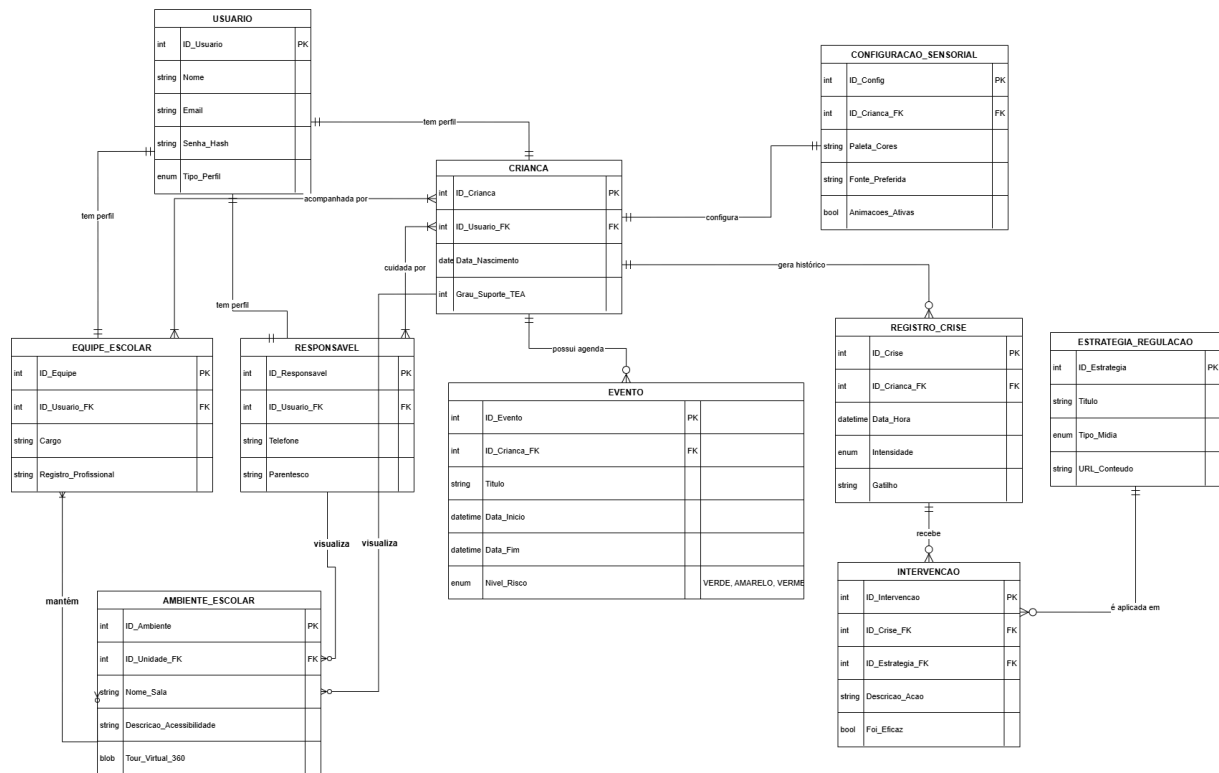 USUARIO
int ID_Usuario PK
string Nome
string Email
string Senha_Hash
enum Tipo_Perfil
CONFIGURACAO_SENSORIAL
int ID_Config PK
int ID_Crianca_FK FK
string Paleta_Cores
string Fonte_Preferida
bool Animacoes_Ativas
tem perfil
CRIANCA
int ID_Crianca PK
int ID_Usuario_FK FK
date Data_Nascimento
int Grau_Suporte_TEA
acompanhada por
tem perfil
configura
cuidada por
gera histórico
tem perfil
possui agenda
EQUIPE_ESCOLAR
int ID_Equipe PK
int ID_Usuario_FK FK
string Cargo
string Registro_Profissional
RESPONSAVEL
int ID_Responsavel PK
int ID_Usuario_FK FK
string Telefone
string Parentesco
REGISTRO_CRISE
int ID_Crise PK
int ID_Crianca_FK FK
datetime Data_Hora
enum Intensidade
string Gatilho
ESTRATEGIA_REGULACAO
int ID_Estrategia PK
string Titulo
enum Tipo_Midia
string URL_Conteudo
EVENTO
int ID_Evento PK
int ID_Crianca_FK FK
string Titulo
datetime Data_Inicio
datetime Data_Fim
enum Nivel_Risco VERDE, AMARELO, VERME
visualiza
visualiza
recebe
mantém
é aplicada em
AMBIENTE_ESCOLAR
int ID_Ambiente PK
int ID_Unidade_FK FK
string Nome_Sala
string Descricao_Acessibilidade
blob Tour_Virtual_360
INTERVENCAO
int ID_Intervencao PK
int ID_Crise_FK FK
int ID_Estrategia_FK FK
string Descricao_Acao
bool Foi_Eficaz